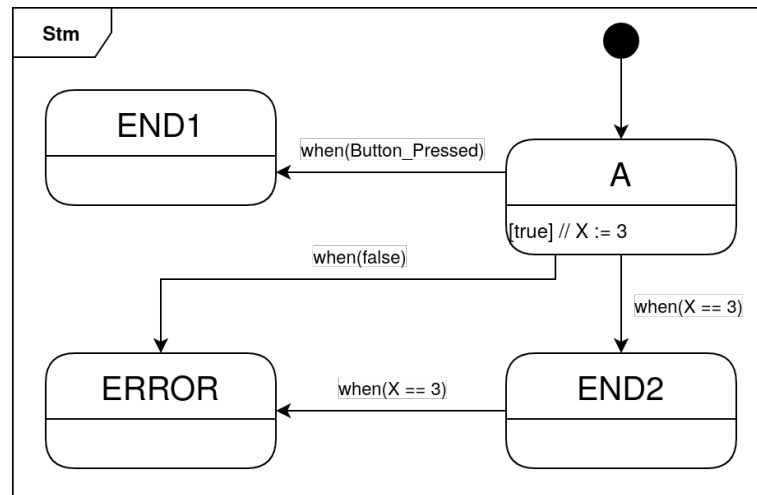 Stm
END1
when(Button_Pressed)
A
[true] // X := 3
when(false)
when(X == 3)
ERROR
when(X == 3)
END2